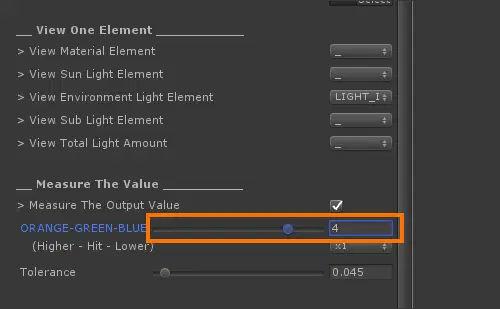 Select
__ View One Element ____________
> View Material Element _
> View Sun Light Element _
> View Environment Light Element LIGHT_I
> View Sub Light Element _
> View Total Light Amount _
__ Measure The Value ___________
> Measure The Output Value
ORANGE-GREEN-BLUE 4
(Higher - Hit - Lower) x1
Tolerance 0.045